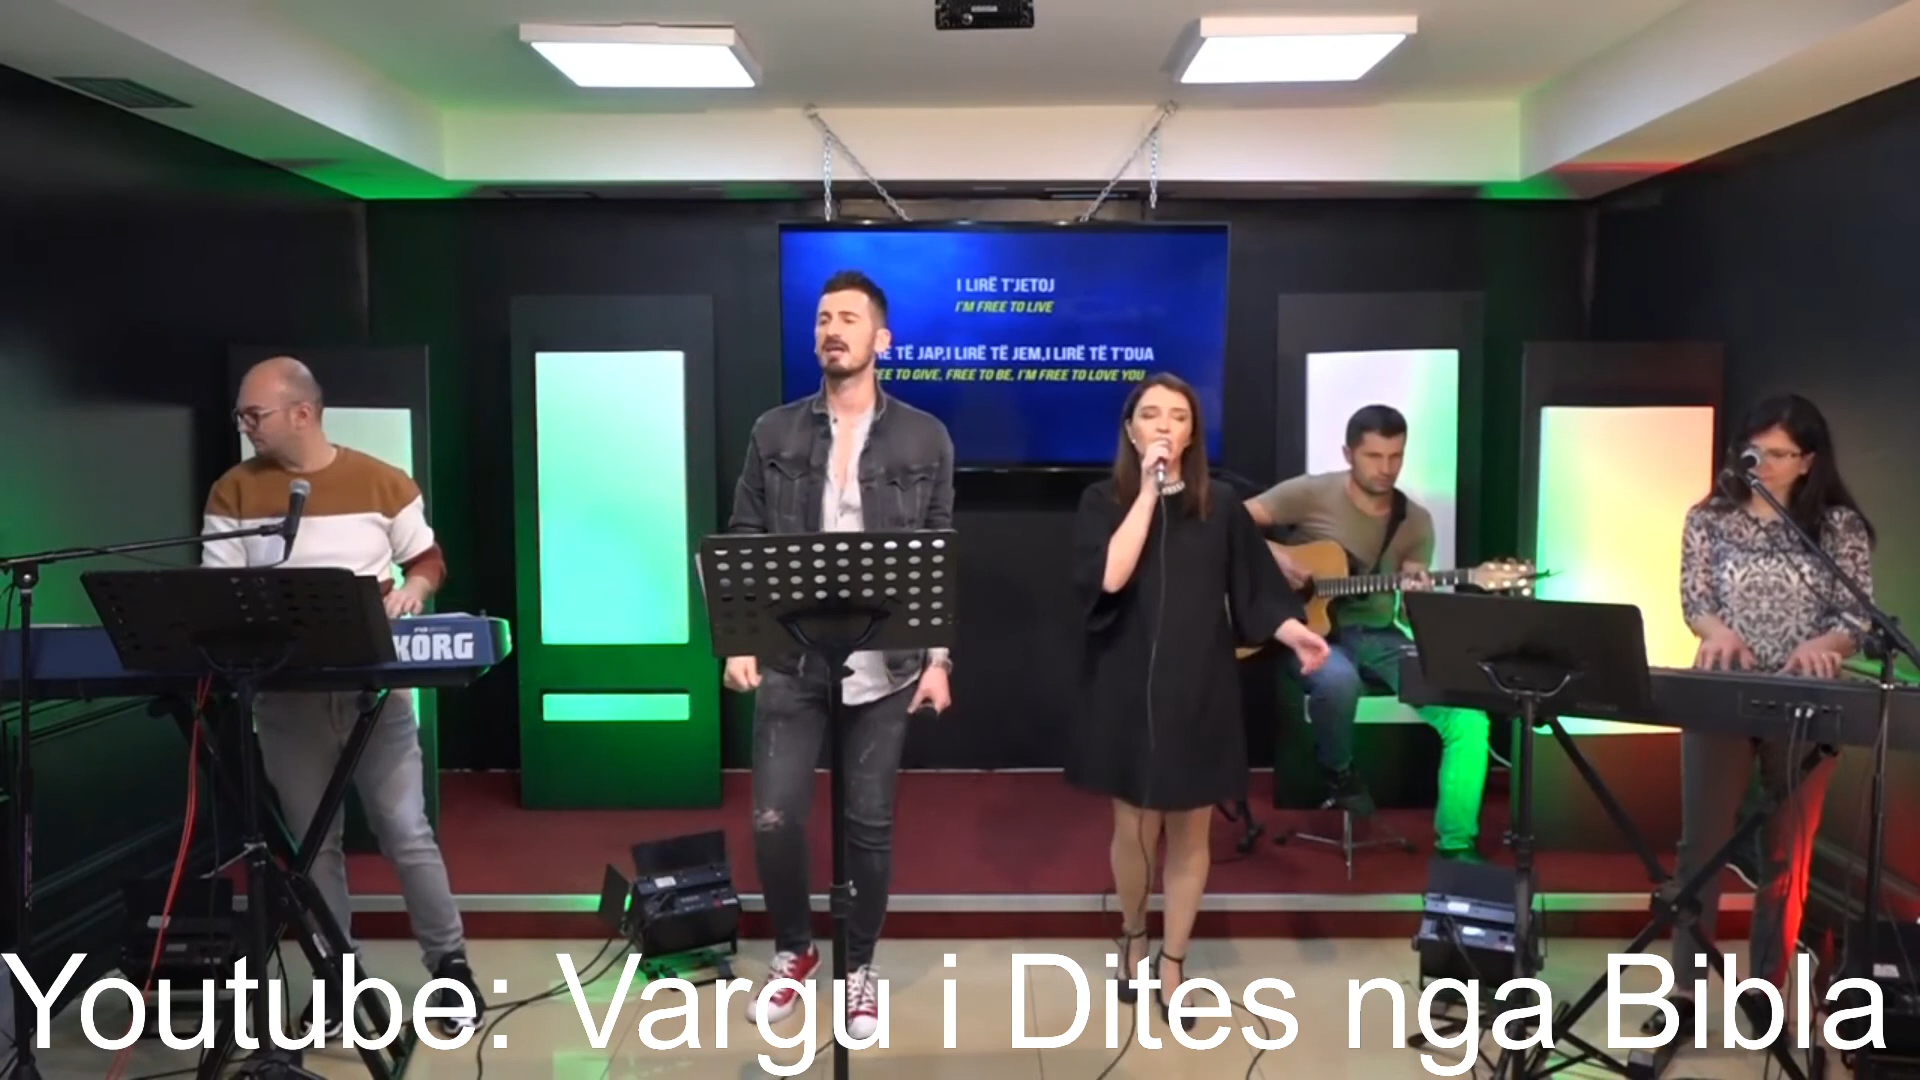 I LIRË T'JETOJ
I'M FREE TO LIVE
TË JAP,I LIRË TË JEM,I LIRË TË T'DUA
TO GIVE, FREE TO BE, I'M FREE TO LOVE YOU
KORG
Youtube: Vargu i Dites nga Bibla